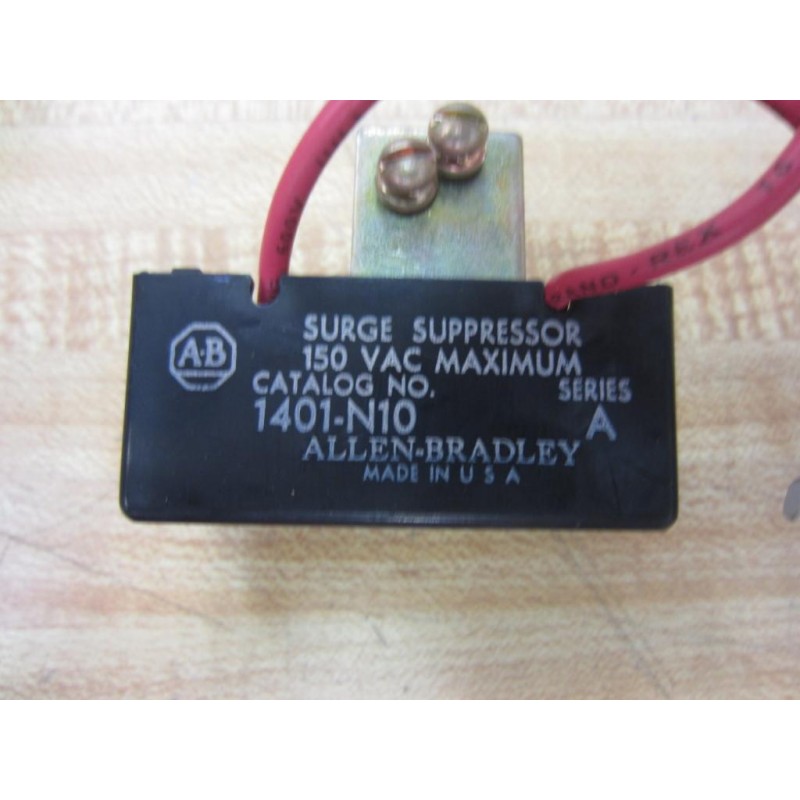 A-B
SURGE SUPPRESSOR
150 VAC MAXIMUM
CATALOG NO. SERIES
1401-N10 A
ALLEN-BRADLEY
MADE IN U S A